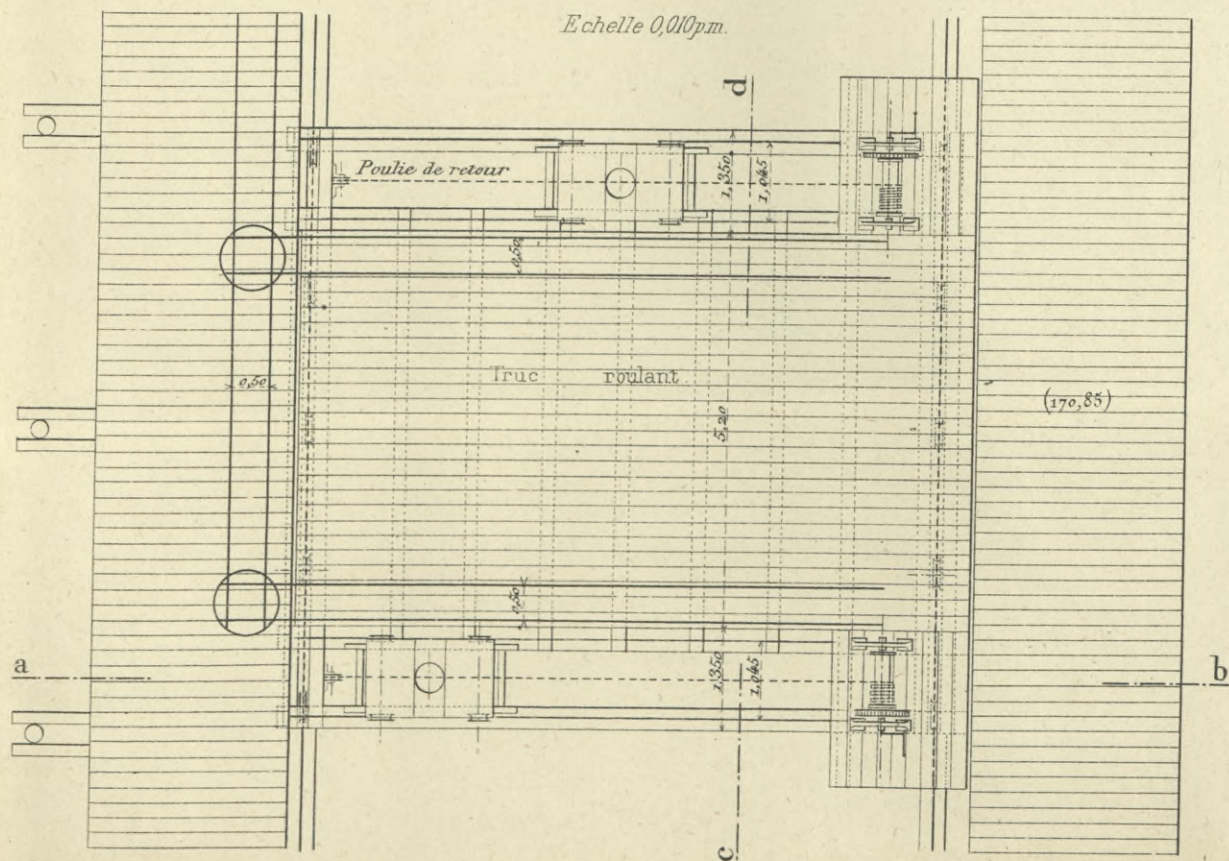 Echelle 0,010 p.m.
d
Poulie de retour
1,350
1,045
0,50
0,50
Truc roulant
5,20
(170,85)
0,50
a
1,350
1,045
b
c